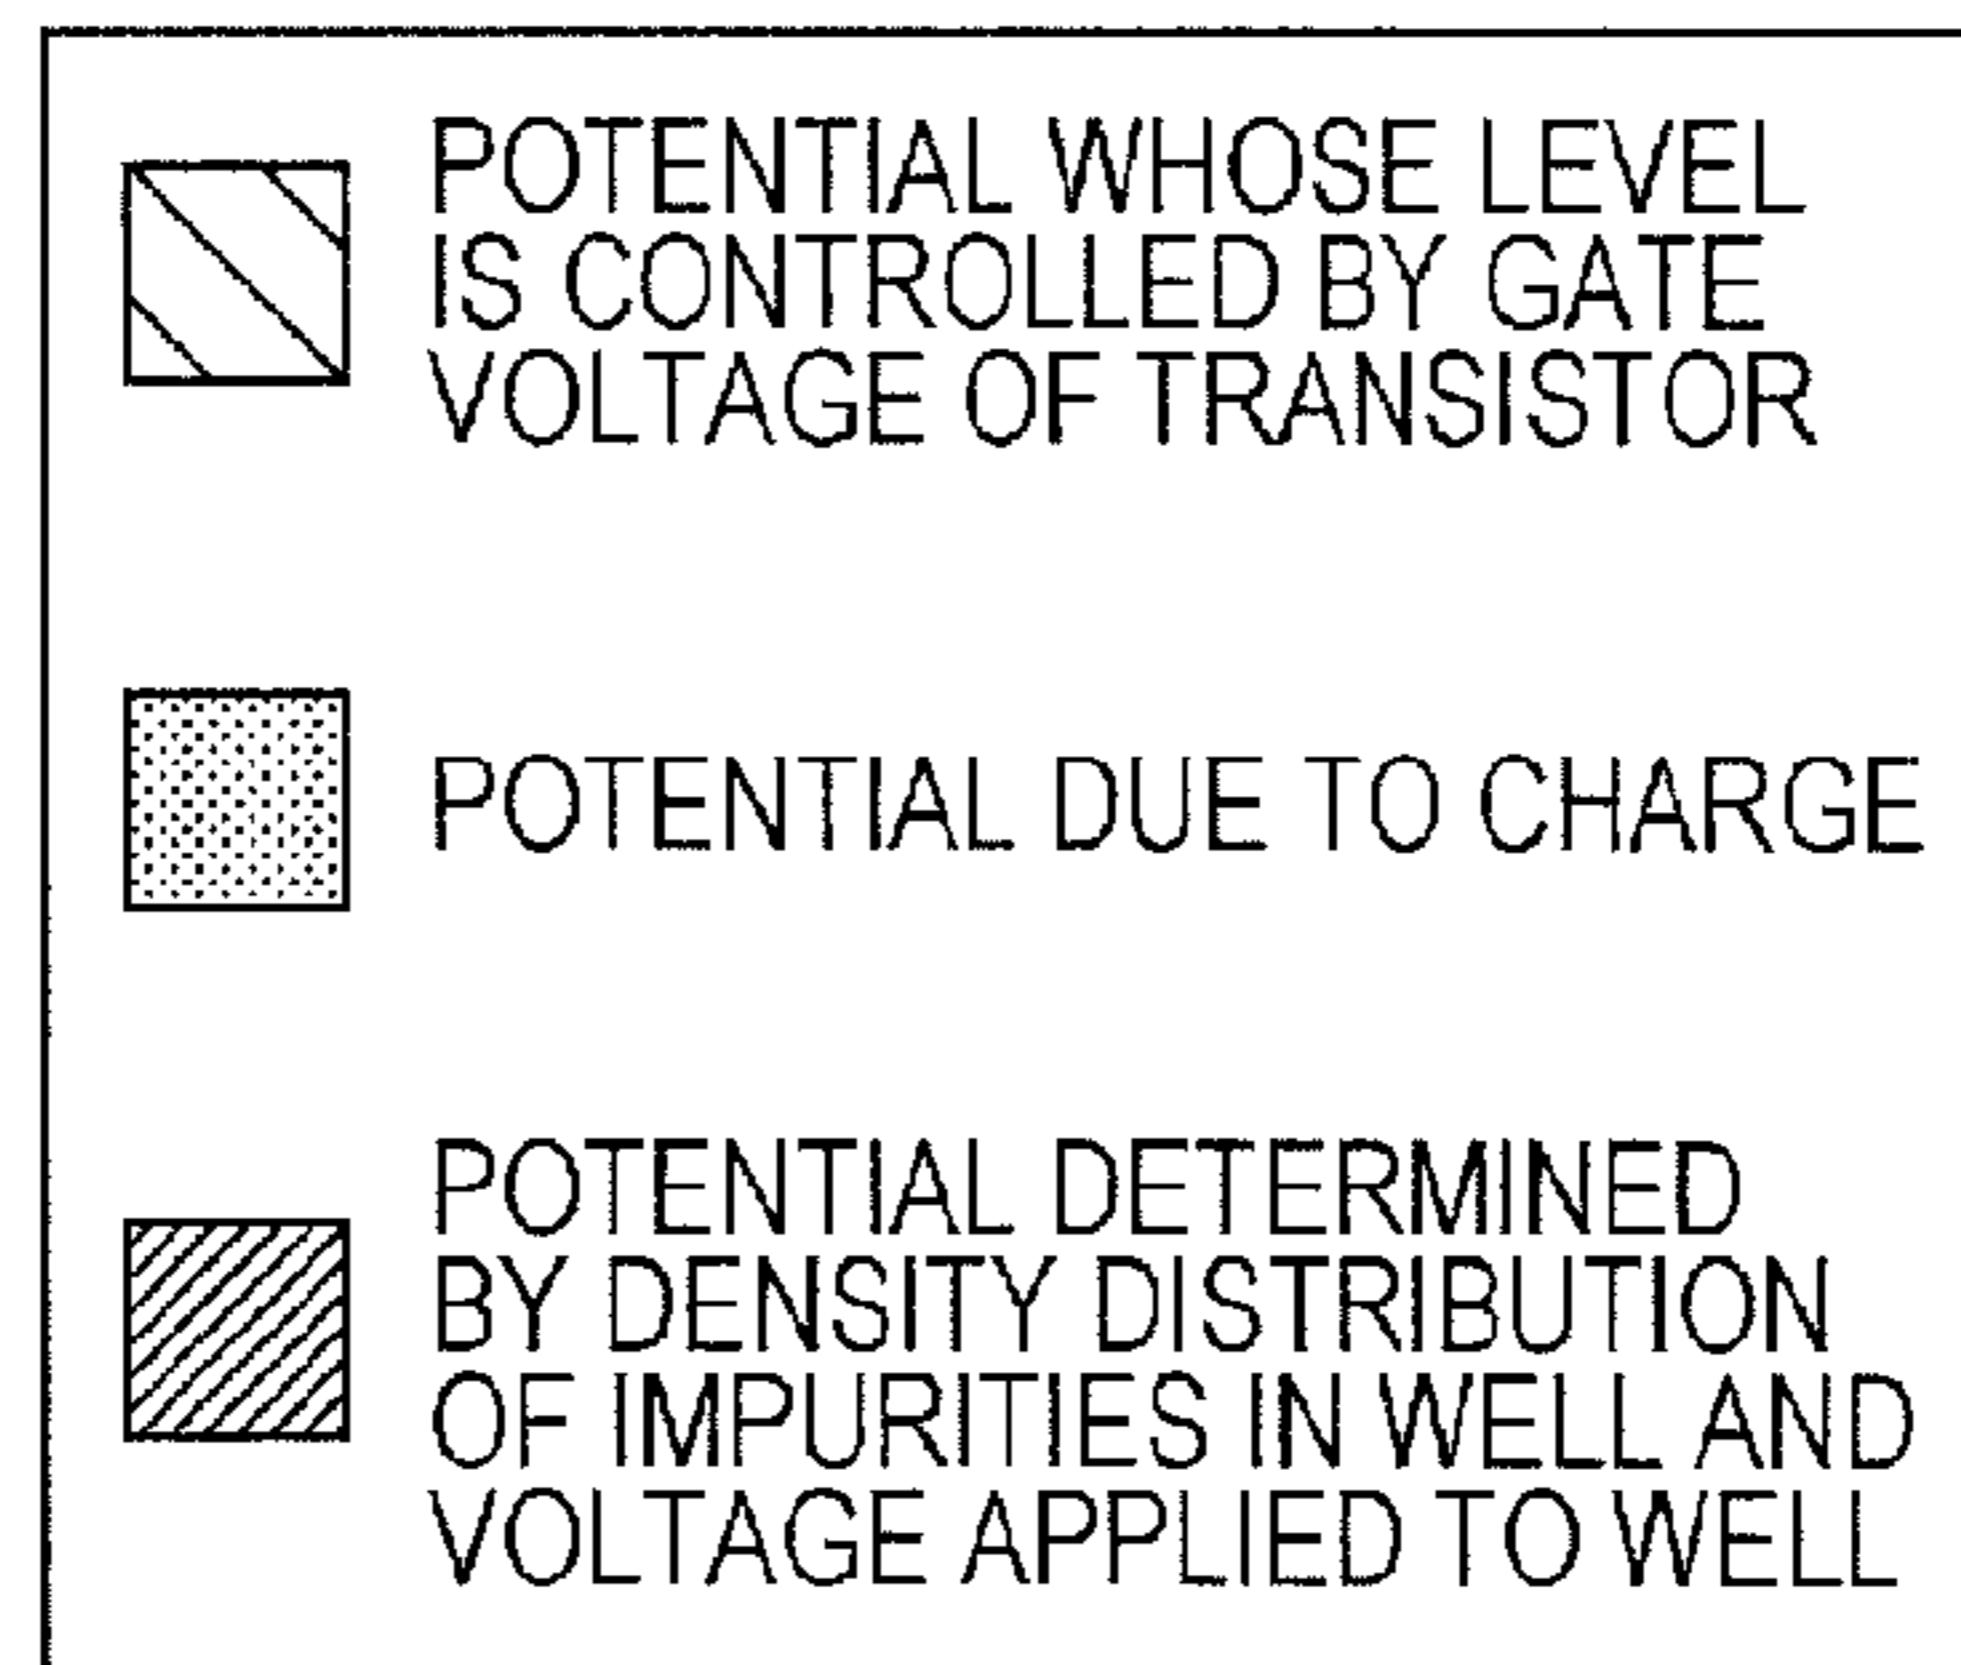 POTENTIAL WHOSE LEVEL
IS CONTROLLED BY GATE
VOLTAGE OF TRANSISTOR
POTENTIAL DUE TO CHARGE
POTENTIAL DETERMINED
BY DENSITY DISTRIBUTION
OF IMPURITIES IN WELL AND
VOLTAGE APPLIED TO WELL